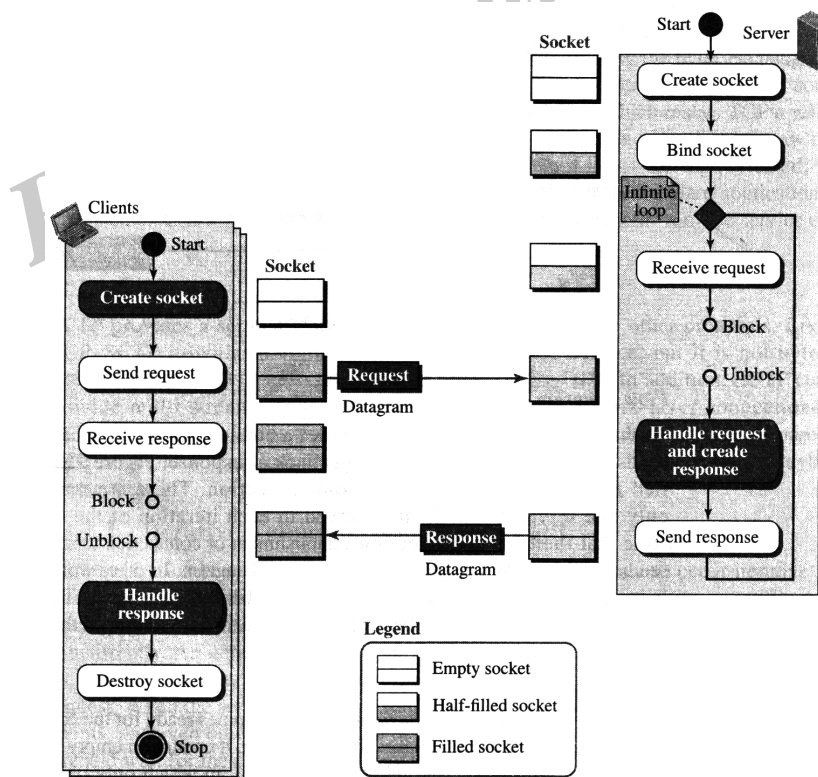 Start
Server
Socket
Create socket
Bind socket
Infinite
loop
Clients
Start
Socket
Receive request
Create socket
Block
Send request
Request
Unblock
Datagram
Receive response
Handle request
and create
response
Block
Unblock
Response
Send response
Datagram
Handle
response
Legend
Empty socket
Destroy socket
Half-filled socket
Stop
Filled socket